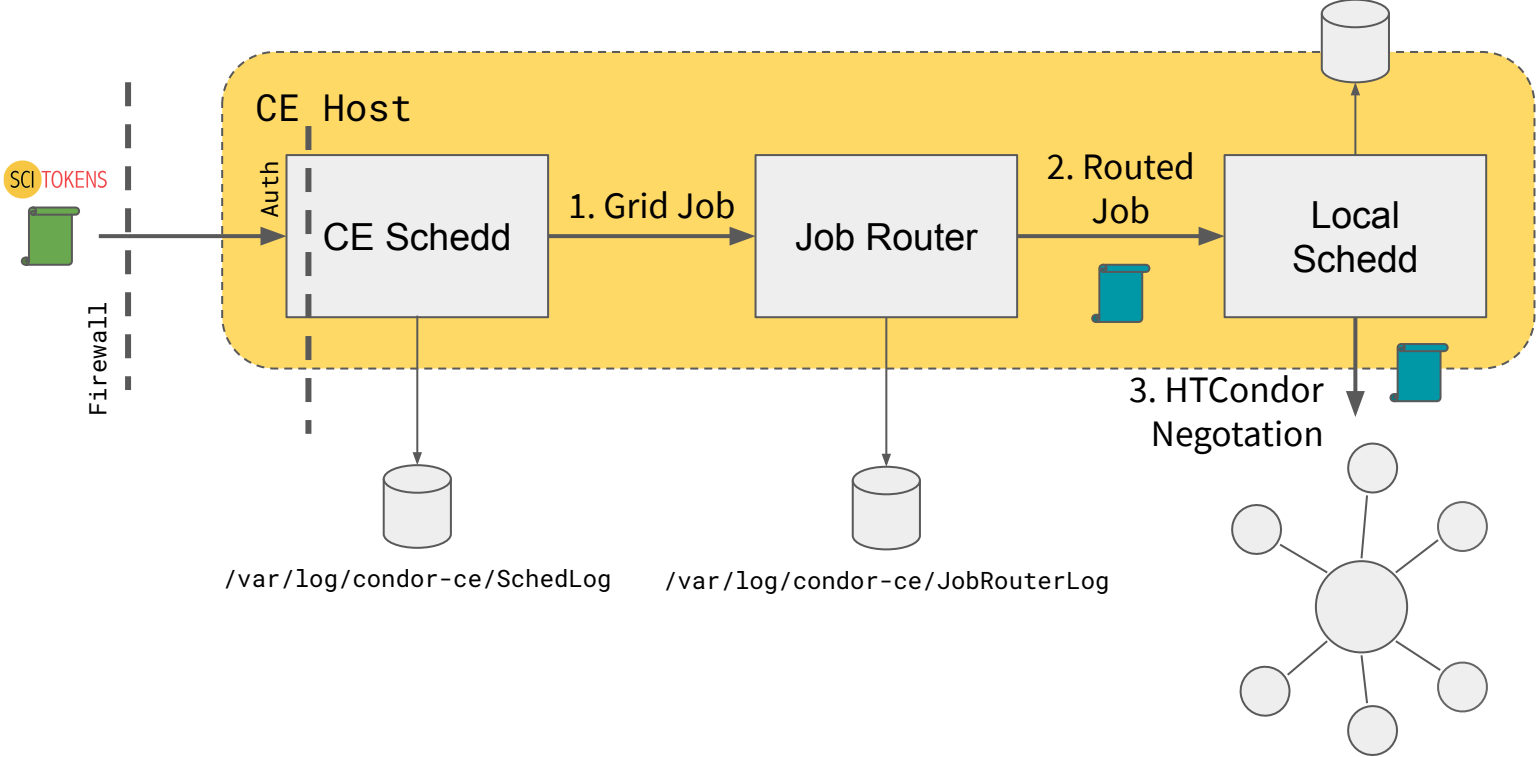 CE Host
SCI TOKENS
Auth
Firewall
CE Schedd
1. Grid Job
Job Router
2. Routed
Job
Local
Schedd
3. HTCondor
Negotation
/var/log/condor-ce/SchedLog
/var/log/condor-ce/JobRouterLog